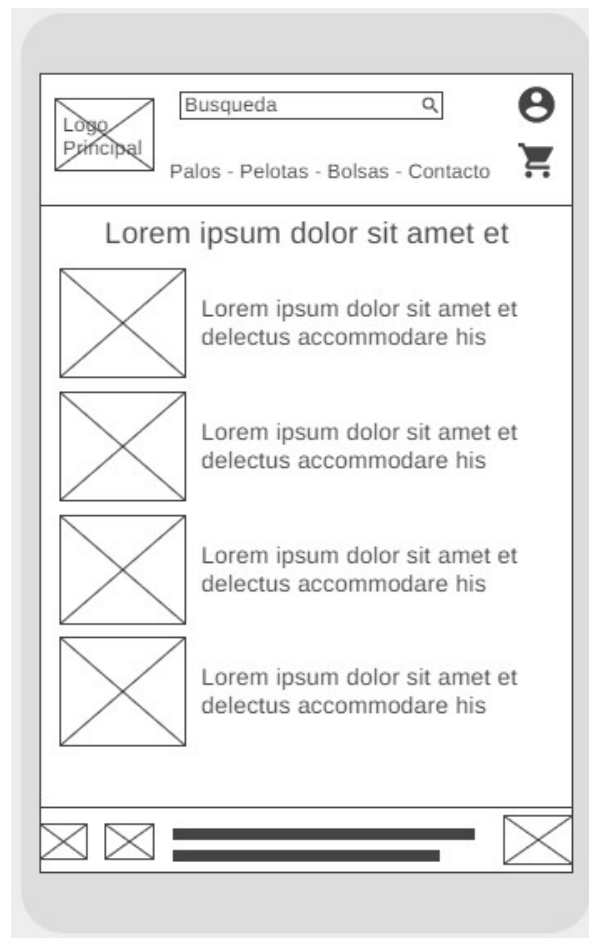 Busqueda
Logo
Principal
Palos - Pelotas - Bolsas - Contacto
Lorem ipsum dolor sit amet et
Lorem ipsum dolor sit amet et
delectus accommodare his
Lorem ipsum dolor sit amet et
delectus accommodare his
Lorem ipsum dolor sit amet et
delectus accommodare his
Lorem ipsum dolor sit amet et
delectus accommodare his